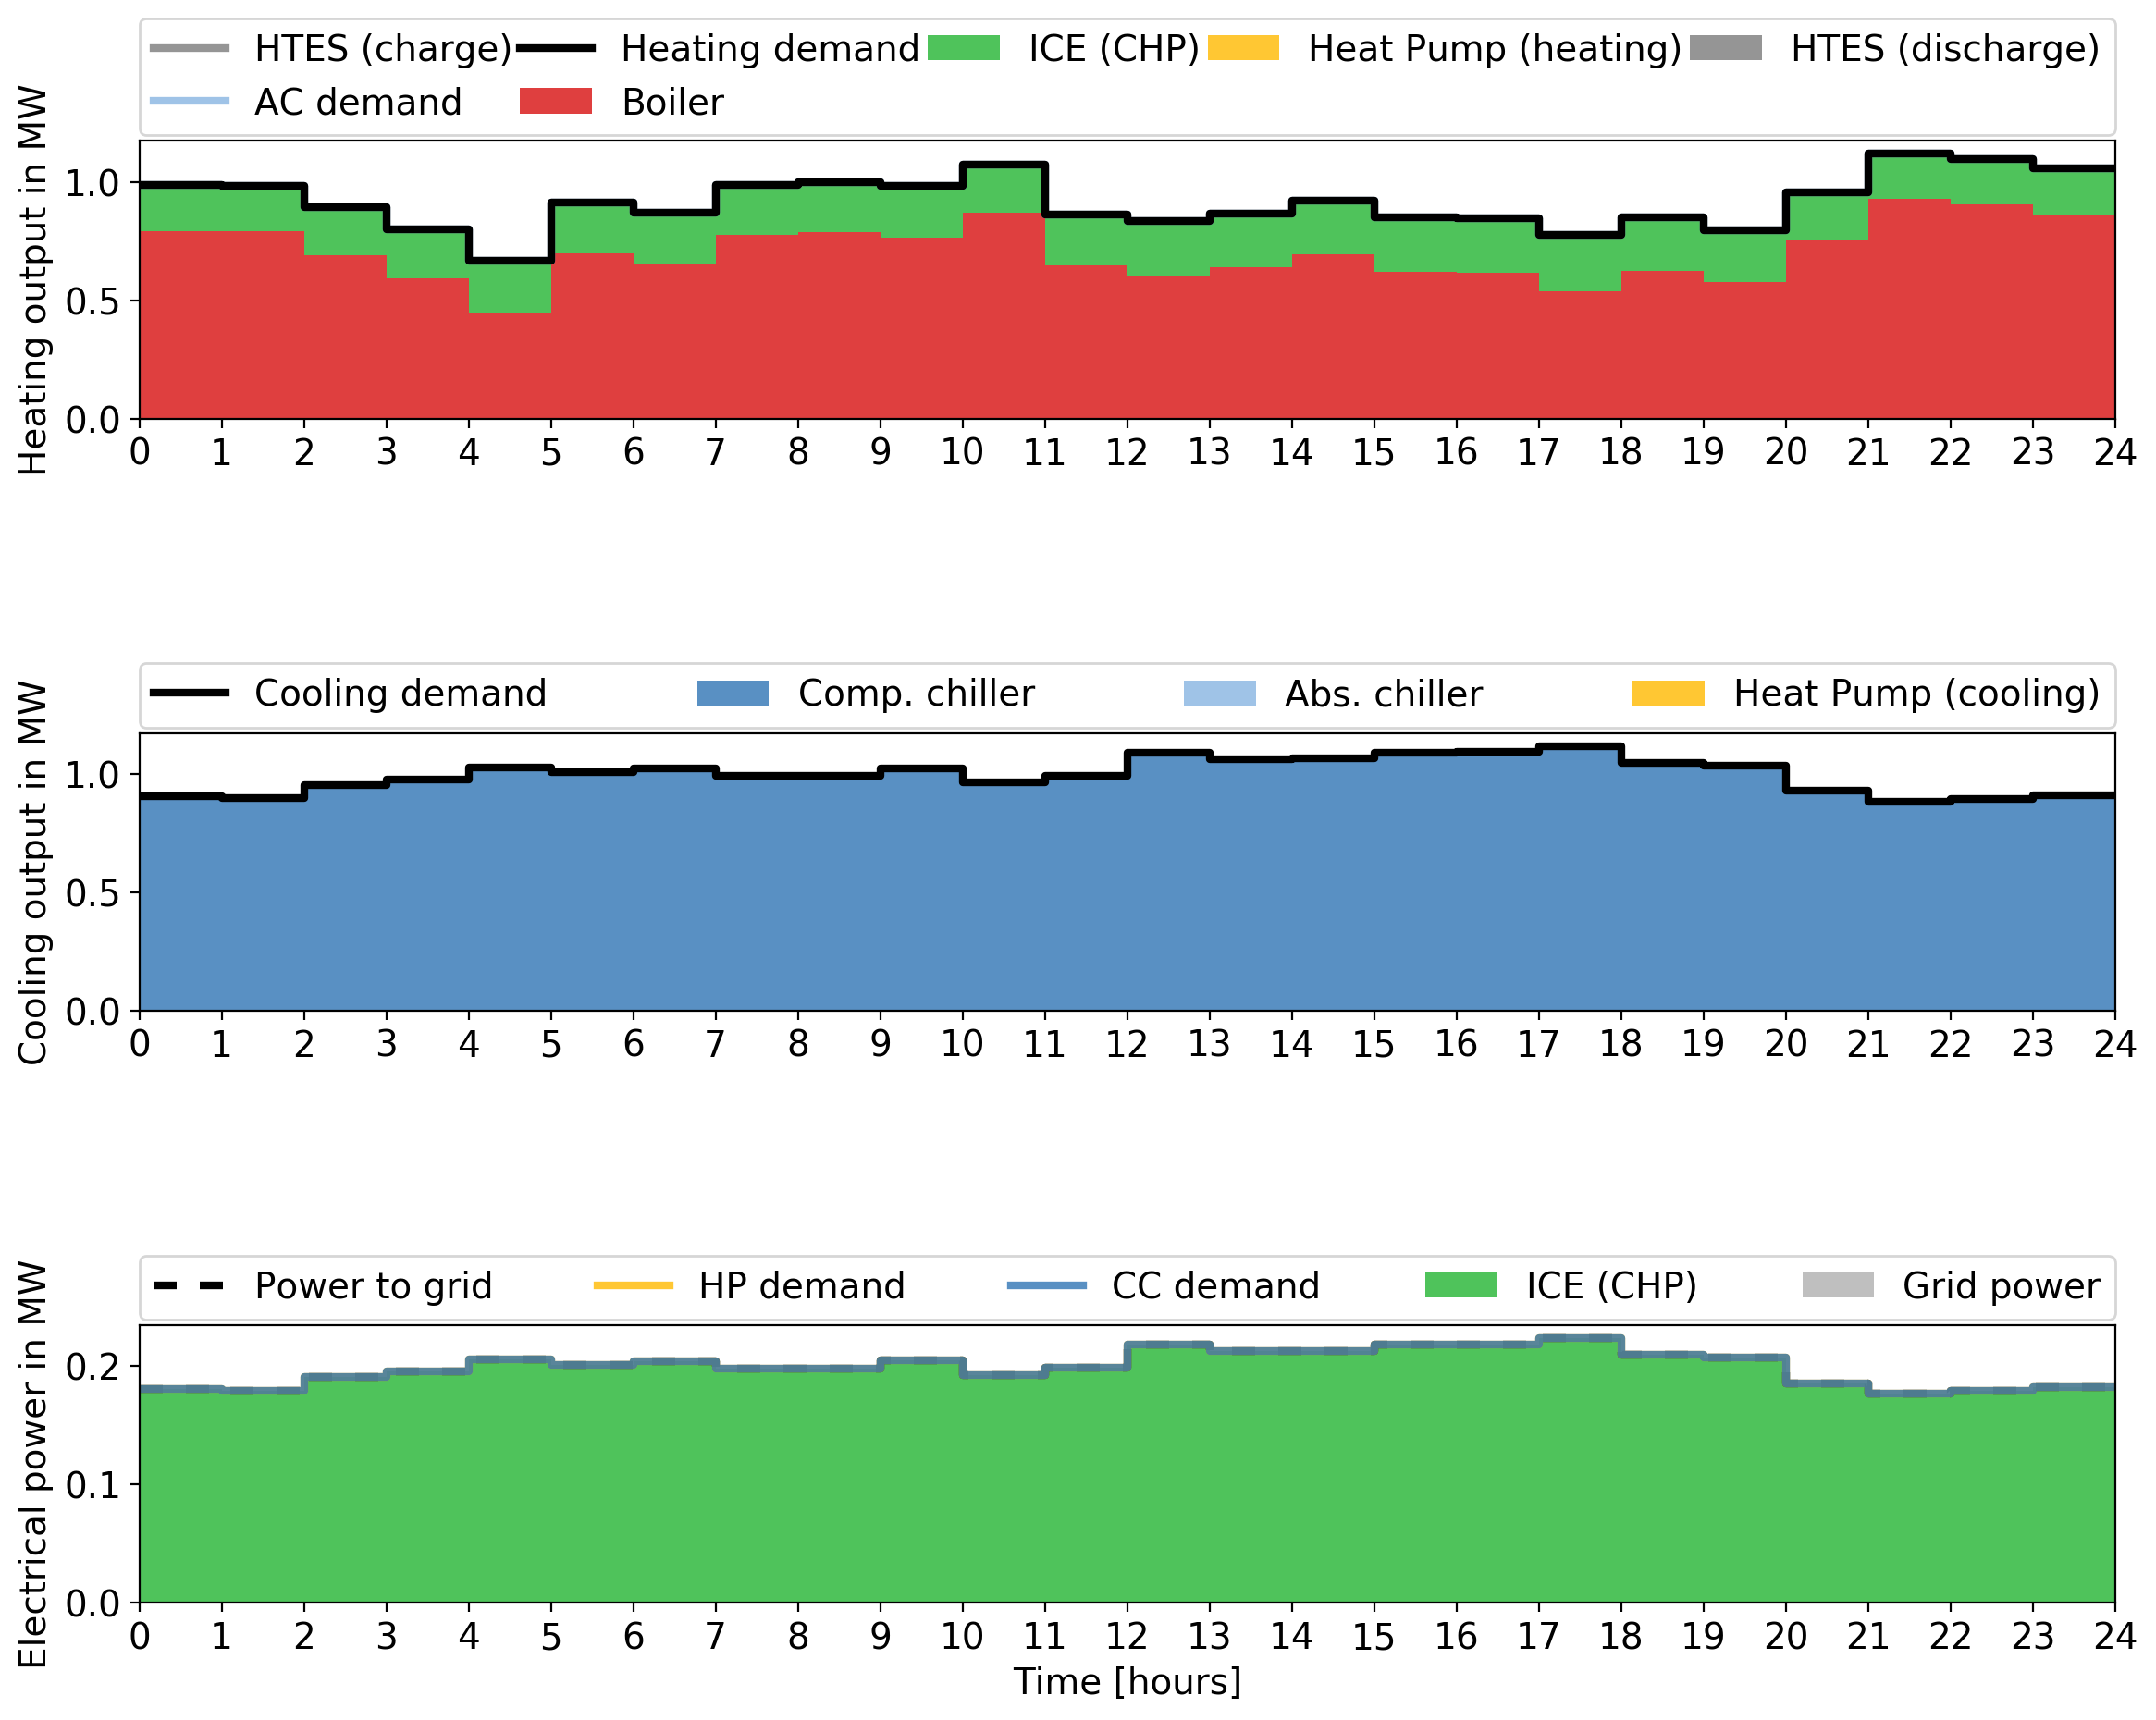 HTES (charge) Heating demand ICE (CHP) Heat Pump (heating) HTES (discharge)
AC demand Boiler
Heating output in MW
1.0
0.5
0.0
0 1 2 3 4 5 6 7 8 9 10 11 12 13 14 15 16 17 18 19 20 21 22 23 24
Cooling demand Comp. chiller Abs. chiller Heat Pump (cooling)
Cooling output in MW
1.0
0.5
0.0
0 1 2 3 4 5 6 7 8 9 10 11 12 13 14 15 16 17 18 19 20 21 22 23 24
Power to grid HP demand CC demand ICE (CHP) Grid power
Electrical power in MW
0.2
0.1
0.0
0 1 2 3 4 5 6 7 8 9 10 11 12 13 14 15 16 17 18 19 20 21 22 23 24
Time [hours]